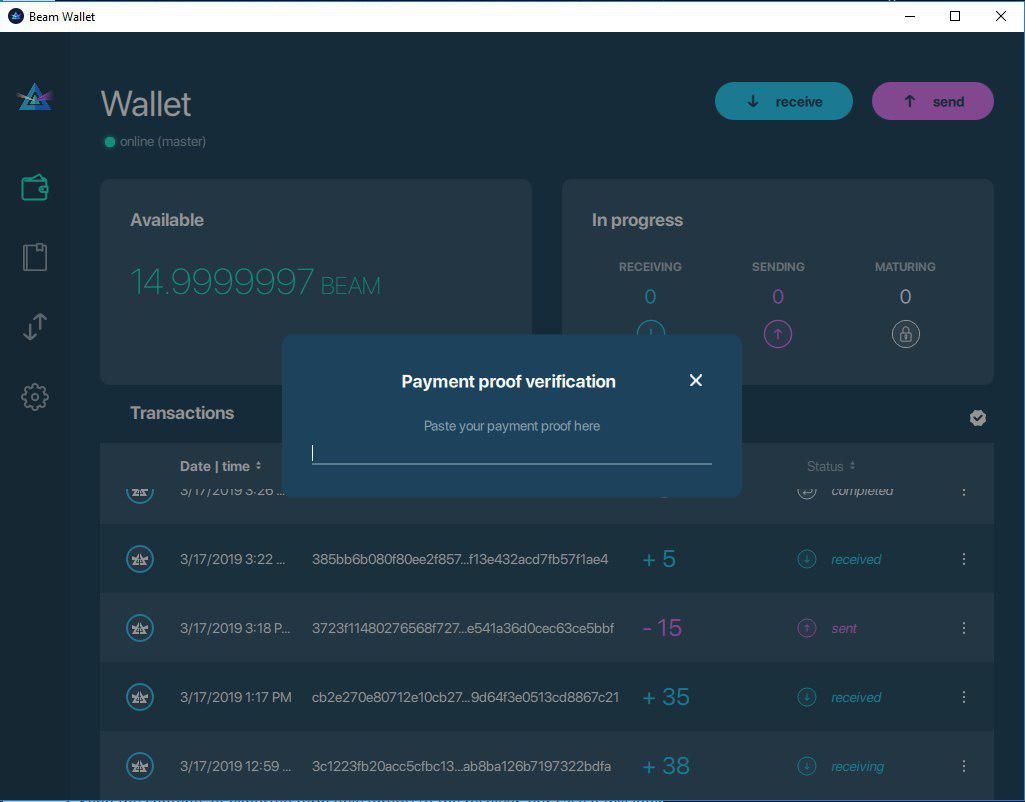 Beam Wallet
Wallet
receive
send
online (master)
Available
14.9999997 BEAM
In progress
RECEIVING SENDING MATURING
0 0 0
Payment proof verification
Paste your payment proof here
Transactions
Date | time Status
3/17/2019 3:26 ... completed
3/17/2019 3:22 ... 385bb6b080f80ee2f857...f13e432acd7fb57f1ae4 + 5 received
3/17/2019 3:18 P... 3723f11480276568f727...e541a36d0cec63ce5bbf - 15 sent
3/17/2019 1:17 PM cb2e270e80712e10cb27...9d64f3e0513cd8867c21 + 35 received
3/17/2019 12:59 ... 3c1223fb20acc5cfbc13...ab8ba126b7197322bdfa + 38 receiving